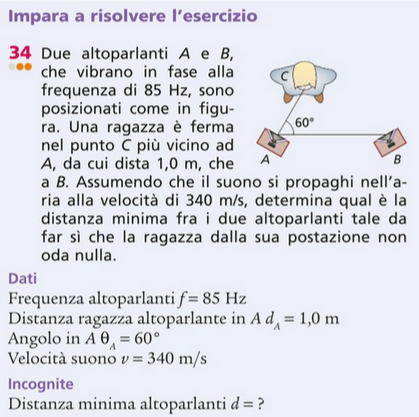 Impara a risolvere l'esercizio
34 Due altoparlanti A e B,
che vibrano in fase alla
frequenza di 85 Hz, sono
posizionati come in figu-
ra. Una ragazza è ferma
nel punto C più vicino ad
A, da cui dista 1,0 m, che
a B. Assumendo che il suono si propaghi nell'a-
ria alla velocità di 340 m/s, determina qual è la
distanza minima fra i due altoparlanti tale da
far sì che la ragazza dalla sua postazione non
oda nulla.
C
60°
A
B
Dati
Frequenza altoparlanti f = 85 Hz
Distanza ragazza altoparlante in A d_A = 1,0 m
Angolo in A θ_A = 60°
Velocità suono v = 340 m/s
Incognite
Distanza minima altoparlanti d = ?